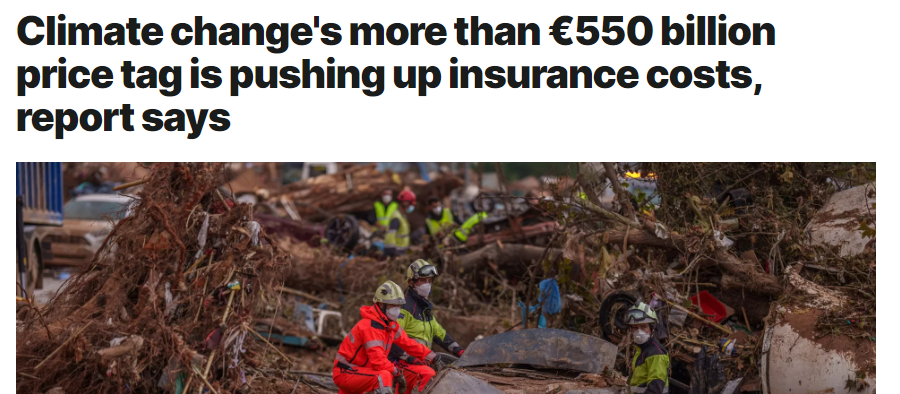 Climate change's more than €550 billion
price tag is pushing up insurance costs,
report says